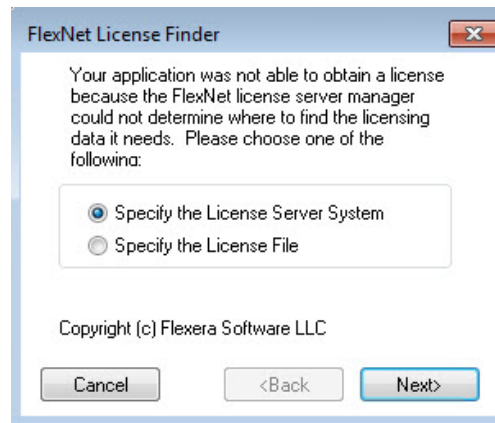 FlexNet License Finder
Your application was not able to obtain a license
because the FlexNet license server manager
could not determine where to find the licensing
data it needs.  Please choose one of the
following:
Specify the License Server System
Specify the License File
Copyright (c) Flexera Software LLC
Cancel
<Back
Next>